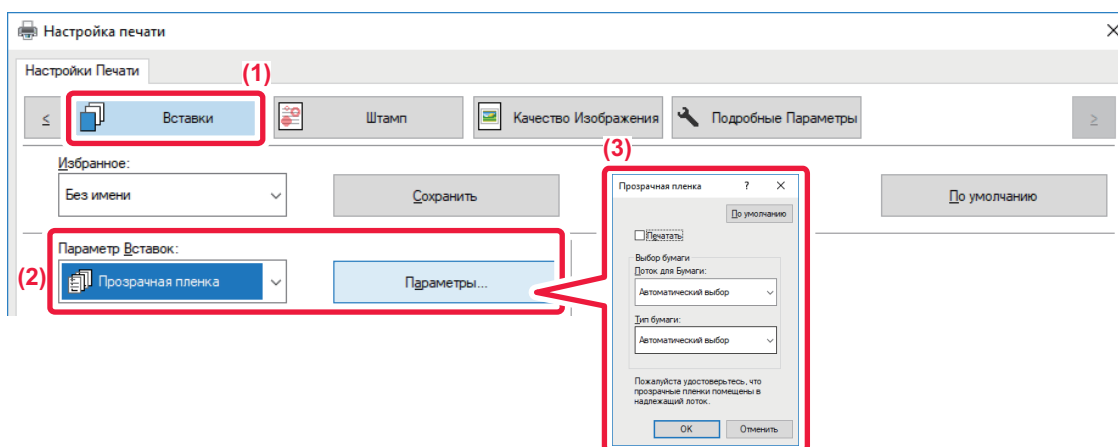 Настройка печати
Настройки Печати
(1)
<
Вставки
Штамп
Качество Изображения
Подробные Параметры
>
(3)
Избранное:
Без имени
Сохранить
По умолчанию
(2)
Параметр Вставок:
Прозрачная пленка
Параметры...
Прозрачная пленка ?
По умолчанию
Печатать
Выбор бумаги
Лоток для Бумаги:
Автоматический выбор
Тип бумаги:
Автоматический выбор
Пожалуйста удостоверьтесь, что
прозрачные пленки помещены в
надлежащий лоток.
OK
Отменить